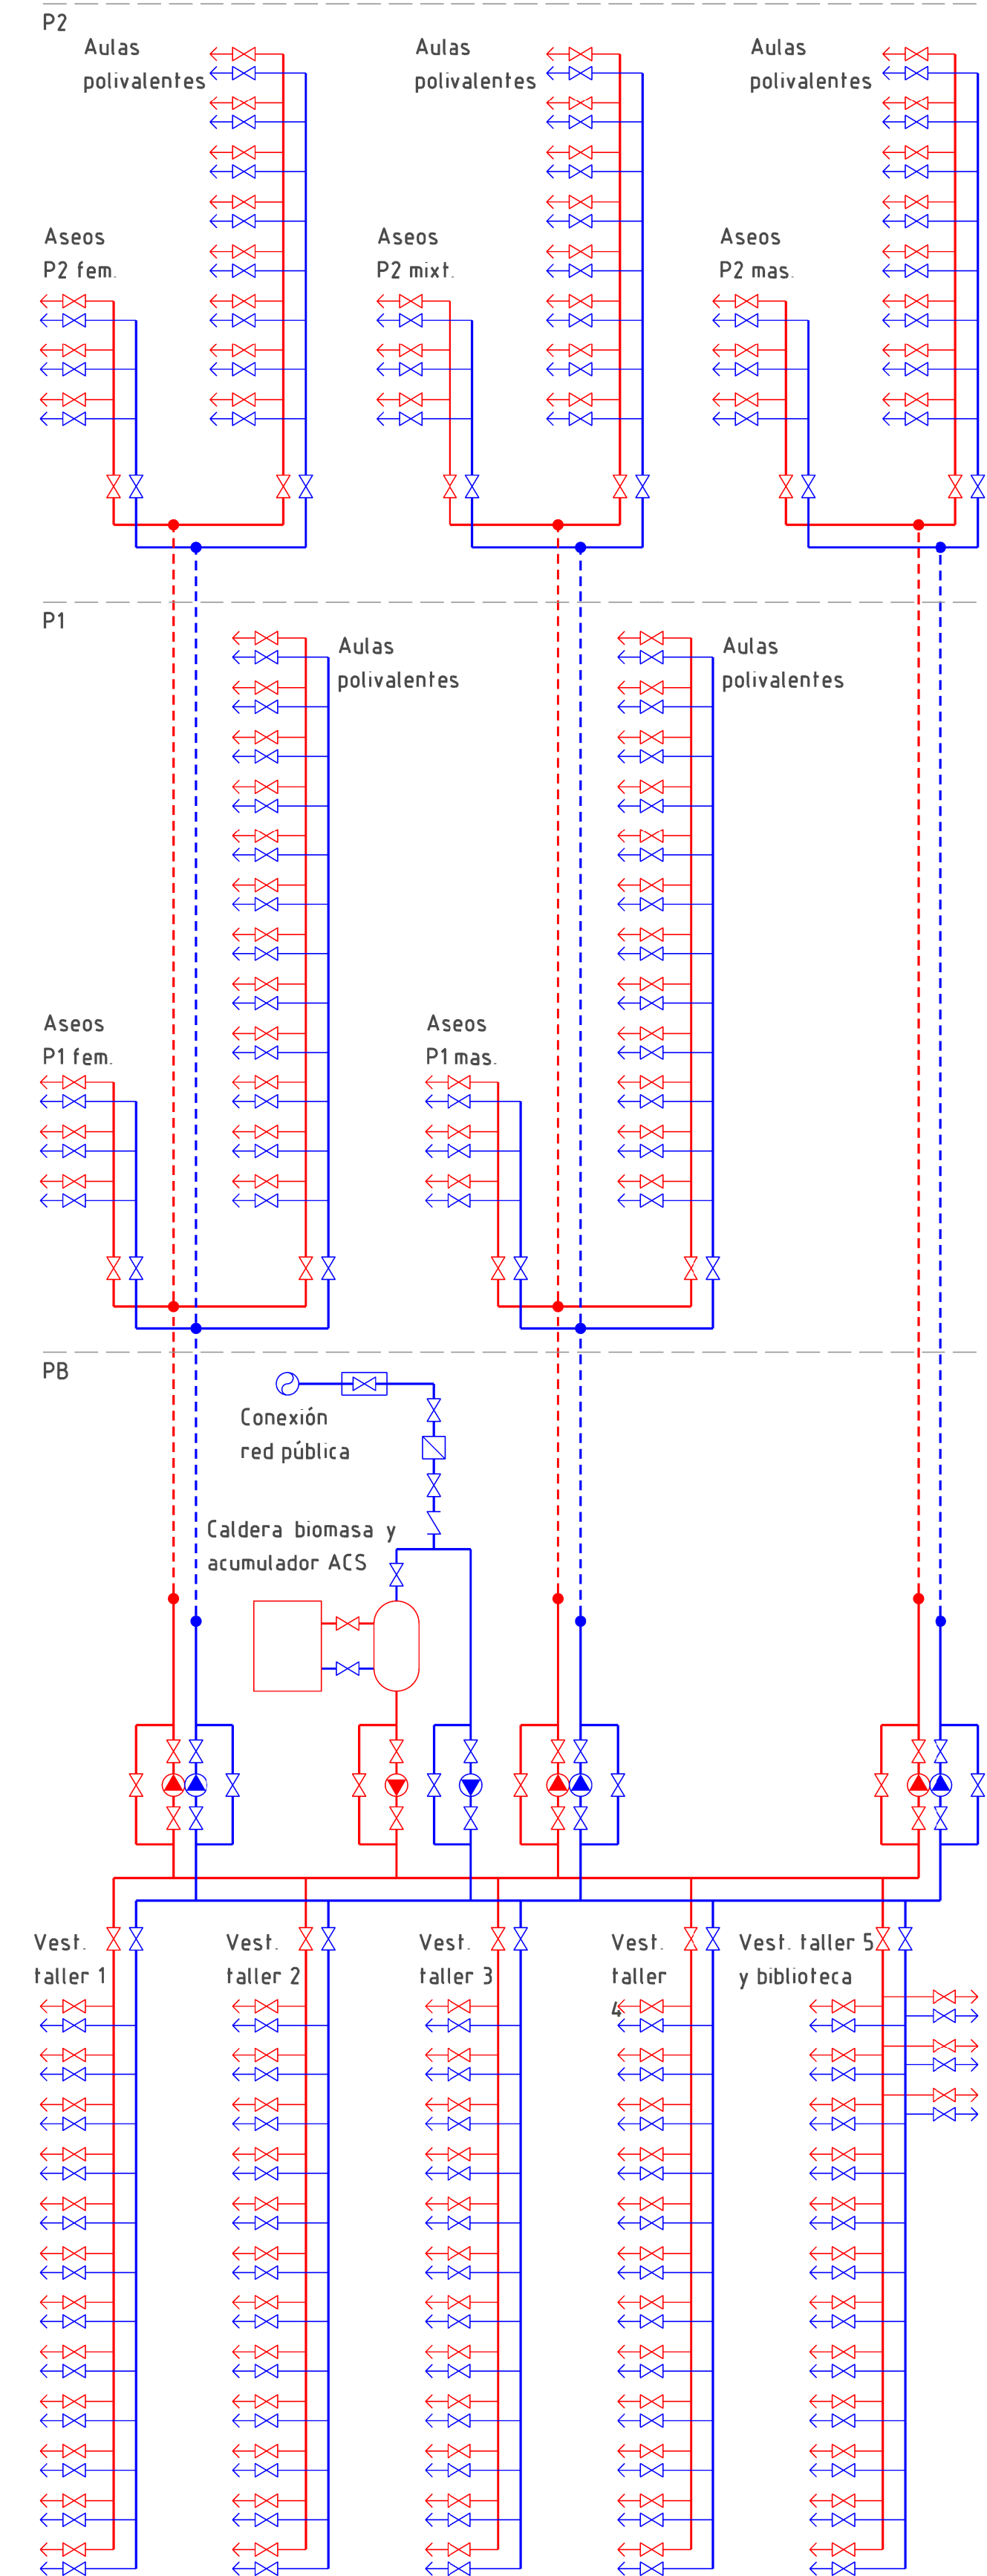 P2
Aulas
polivalentes
Aulas
polivalentes
Aulas
polivalentes
Aseos
P2 fem.
Aseos
P2 mixt.
Aseos
P2 mas.
P1
Aulas
polivalentes
Aulas
polivalentes
Aseos
P1 fem.
Aseos
P1 mas.
PB
Conexión
red pública
Caldera biomasa y
acumulador ACS
Vest.
taller 1
Vest.
taller 2
Vest.
taller 3
Vest.
taller
4
Vest. taller 5
y biblioteca